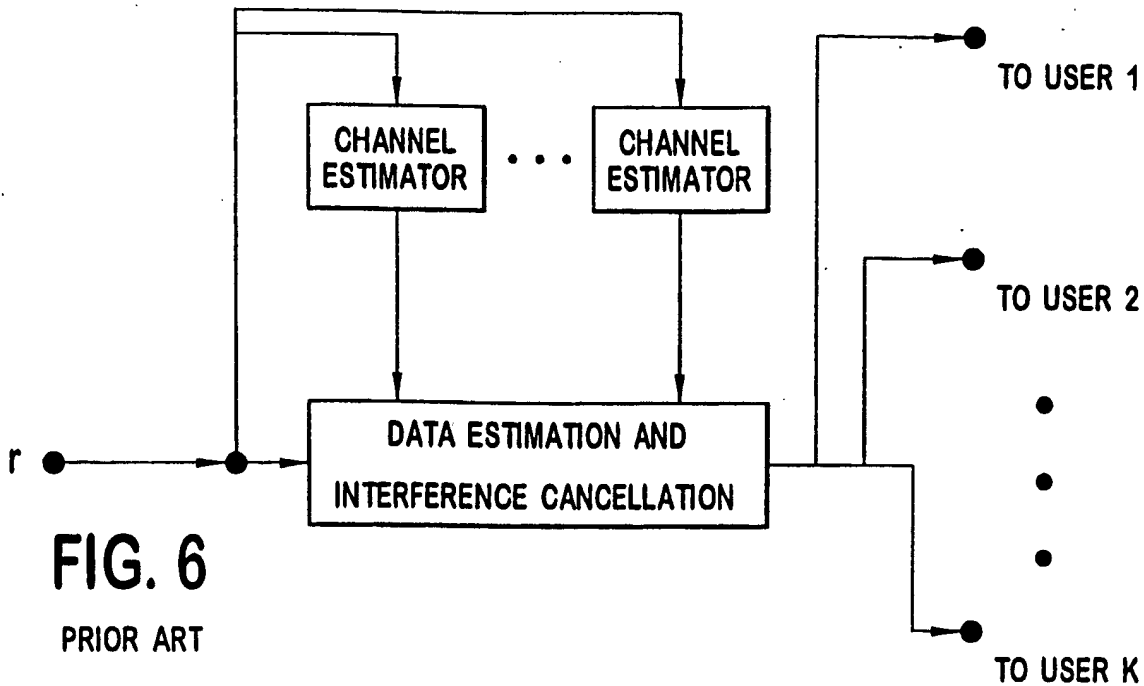 TO USER 1
CHANNEL
ESTIMATOR
CHANNEL
ESTIMATOR
TO USER 2
r
DATA ESTIMATION AND
INTERFERENCE CANCELLATION
FIG. 6
PRIOR ART
TO USER K